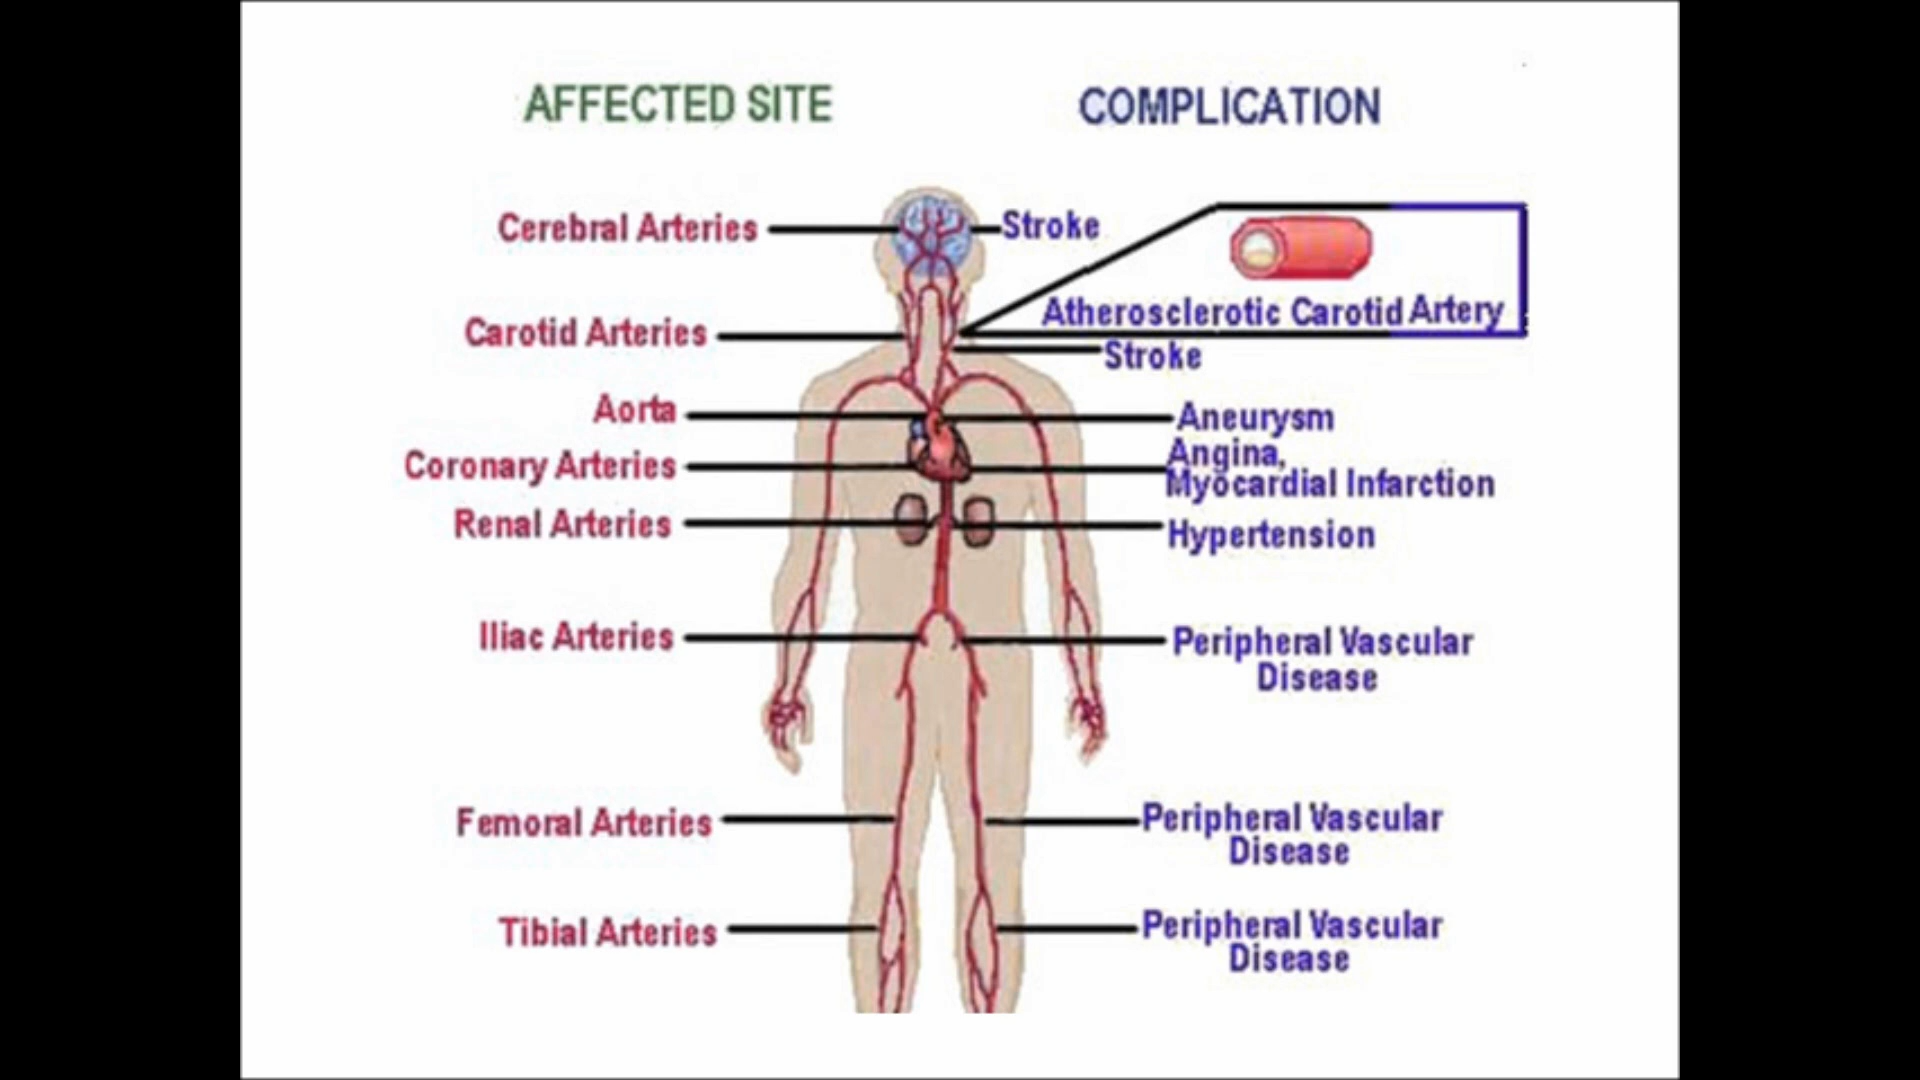 AFFECTED SITE
COMPLICATION
Cerebral Arteries
Stroke
Atherosclerotic Carotid Artery
Carotid Arteries
Stroke
Aorta
Aneurysm
Coronary Arteries
Angina,
Myocardial Infarction
Renal Arteries
Hypertension
Iliac Arteries
Peripheral Vascular
Disease
Femoral Arteries
Peripheral Vascular
Disease
Tibial Arteries
Peripheral Vascular
Disease